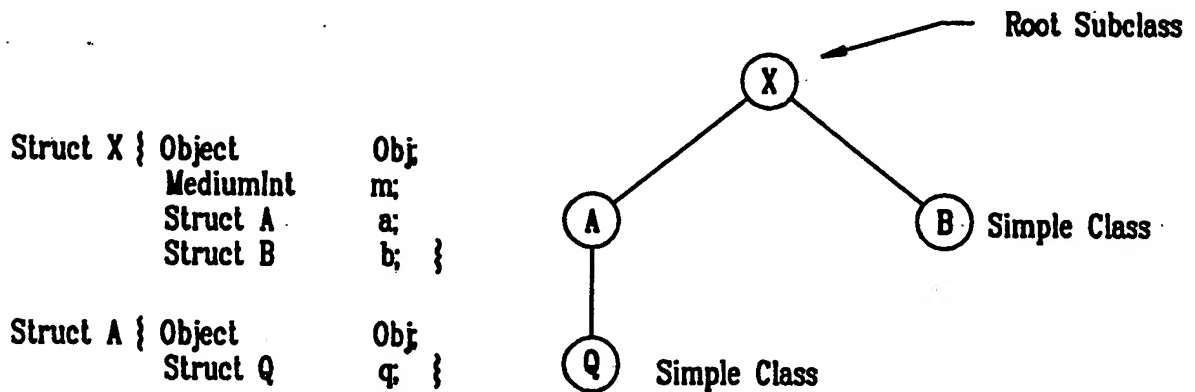 Root Subclass
X
Struct X { Object Obj;
MediumInt m;
Struct A a;
Struct B b; }
A
B Simple Class
Struct A { Object Obj;
Struct Q q; }
Q Simple Class